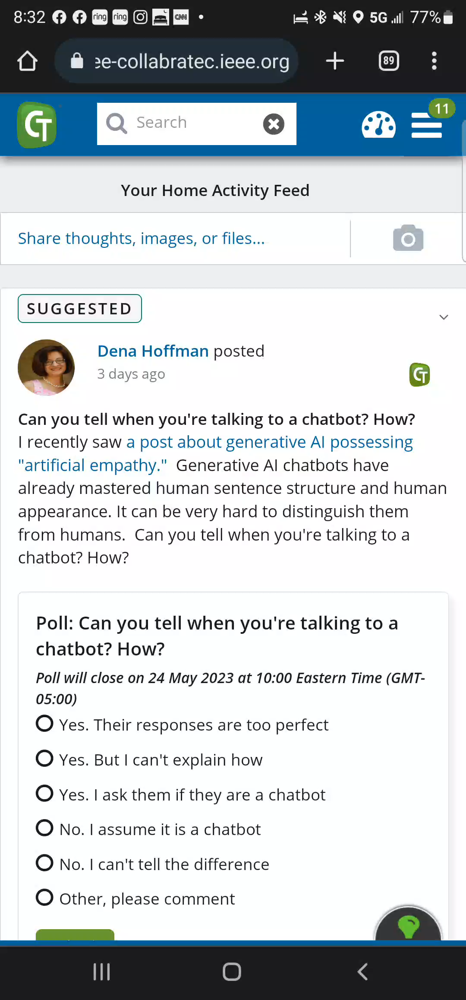 8:32 ring ring CNN 5G 77%
ee-collabratec.ieee.org 89
CT Search 11
Your Home Activity Feed
Share thoughts, images, or files...
SUGGESTED
Dena Hoffman posted
3 days ago
CT
Can you tell when you're talking to a chatbot? How?
I recently saw a post about generative AI possessing
"artificial empathy."  Generative AI chatbots have
already mastered human sentence structure and human
appearance. It can be very hard to distinguish them
from humans.  Can you tell when you're talking to a
chatbot? How?
Poll: Can you tell when you're talking to a
chatbot? How?
Poll will close on 24 May 2023 at 10:00 Eastern Time (GMT-
05:00)
Yes. Their responses are too perfect
Yes. But I can't explain how
Yes. I ask them if they are a chatbot
No. I assume it is a chatbot
No. I can't tell the difference
Other, please comment